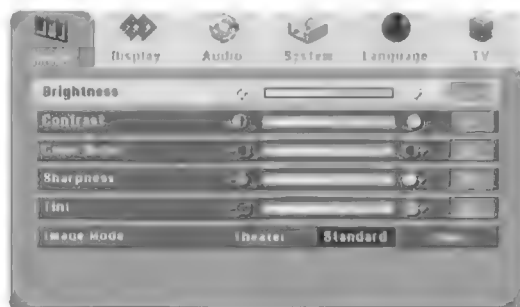 Display Audio System Language TV
Brightness
Contrast
Sharpness
Tint
Image Mode Theater Standard